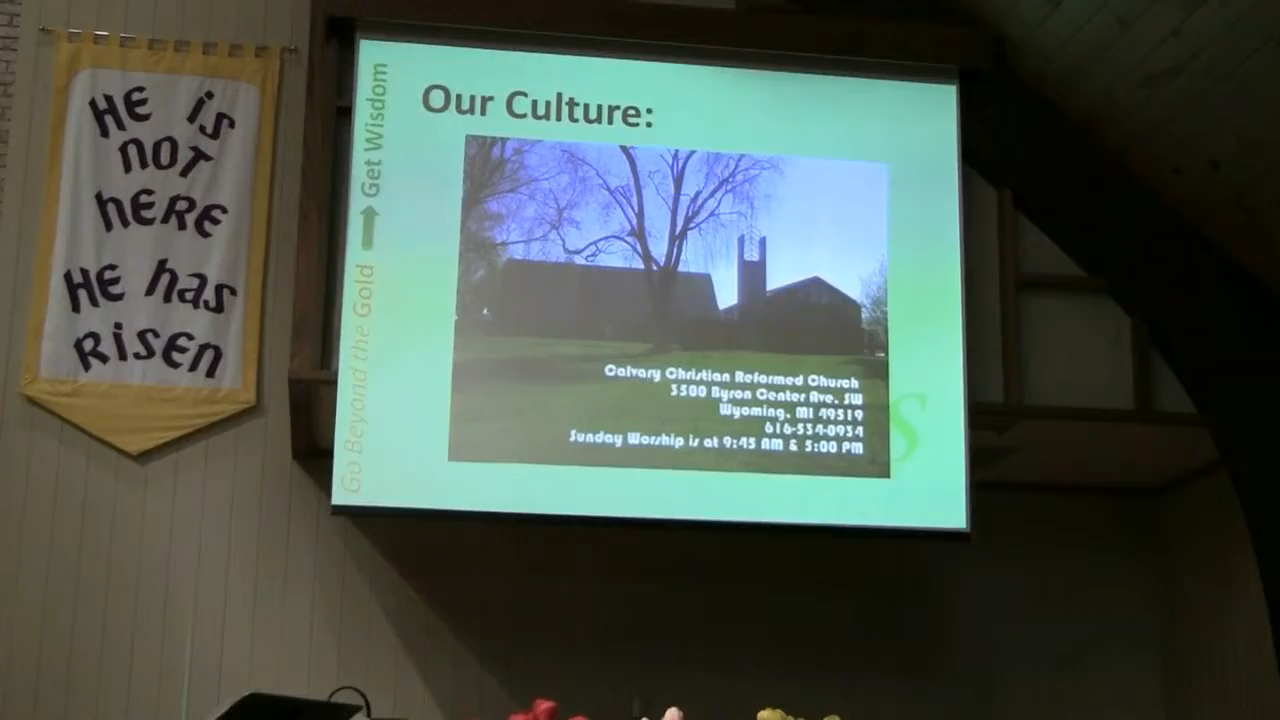 HE is
NOT
HERE
HE has
RiSEN
Our Culture:
Go Beyond the Gold → Get Wisdom
Calvary Christian Reformed Church
3500 Byron Center Ave. SW
Wyoming, MI 49519
616-534-0934
Sunday Worship is at 9:45 AM & 5:00 PM
s